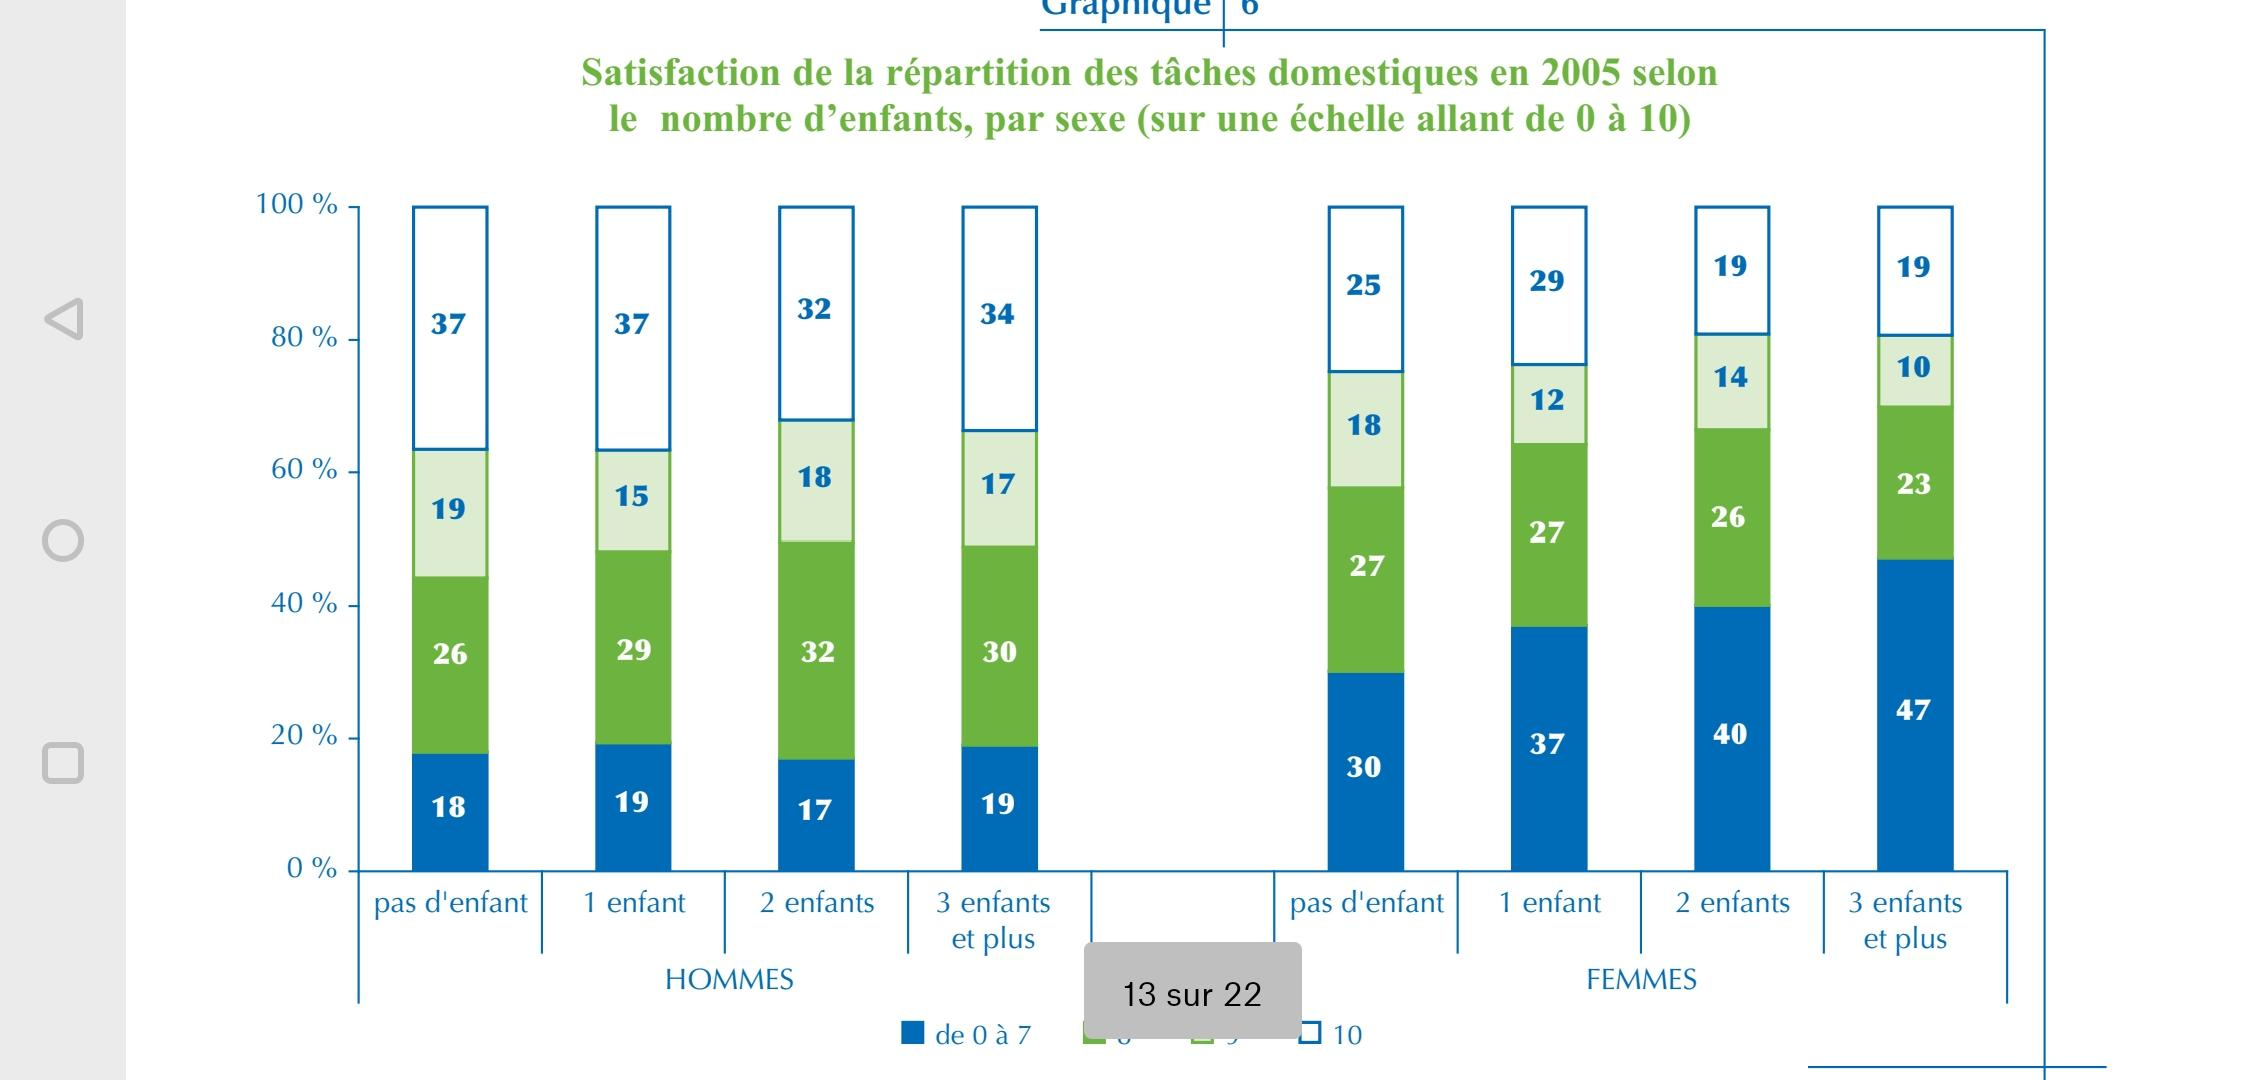 Graphique 6
Satisfaction de la répartition des tâches domestiques en 2005 selon
le nombre d’enfants, par sexe (sur une échelle allant de 0 à 10)
100 %
80 %
60 %
40 %
20 %
0 %
37 37 32 34 25 29 19 19
19 15 18 17 18 12 14 10
26 29 32 30 27 27 26 23
18 19 17 19 30 37 40 47
pas d'enfant 1 enfant 2 enfants 3 enfants et plus pas d'enfant 1 enfant 2 enfants 3 enfants et plus
HOMMES FEMMES
13 sur 22
de 0 à 7 10